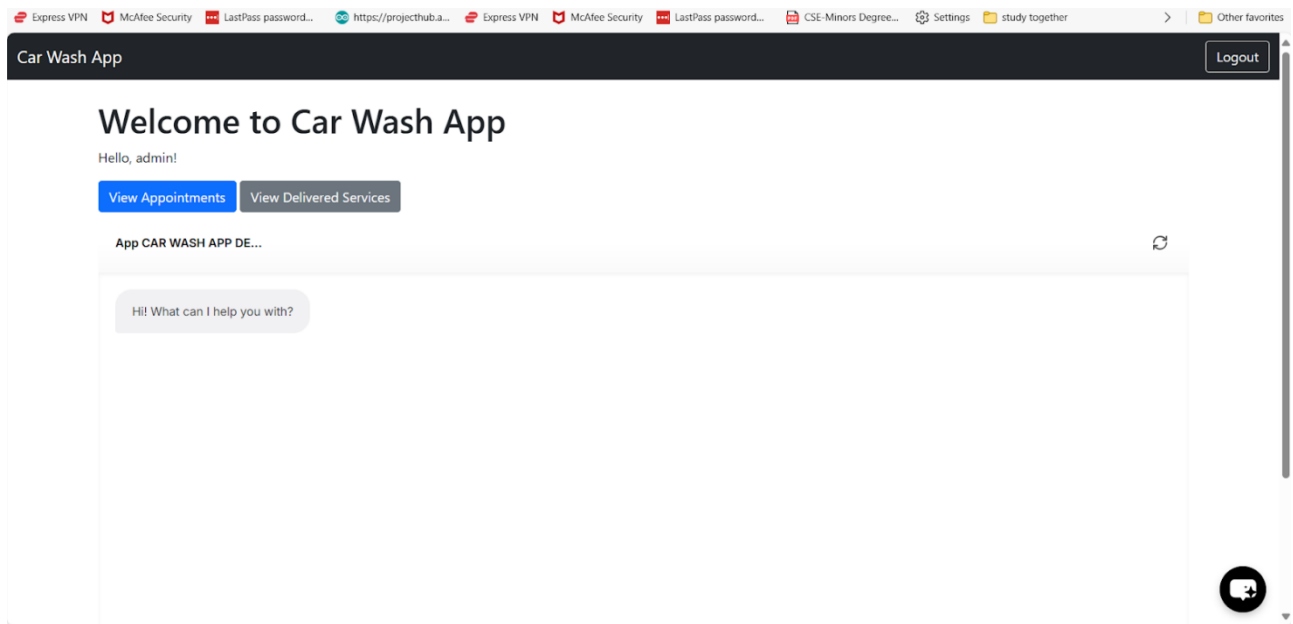 Express VPN McAfee Security LastPass password... https://projecthub.a... Express VPN McAfee Security LastPass password... CSE-Minors Degree... Settings study together Other favorites
Car Wash App Logout
Welcome to Car Wash App
Hello, admin!
View Appointments View Delivered Services
App CAR WASH APP DE...
Hi! What can I help you with?